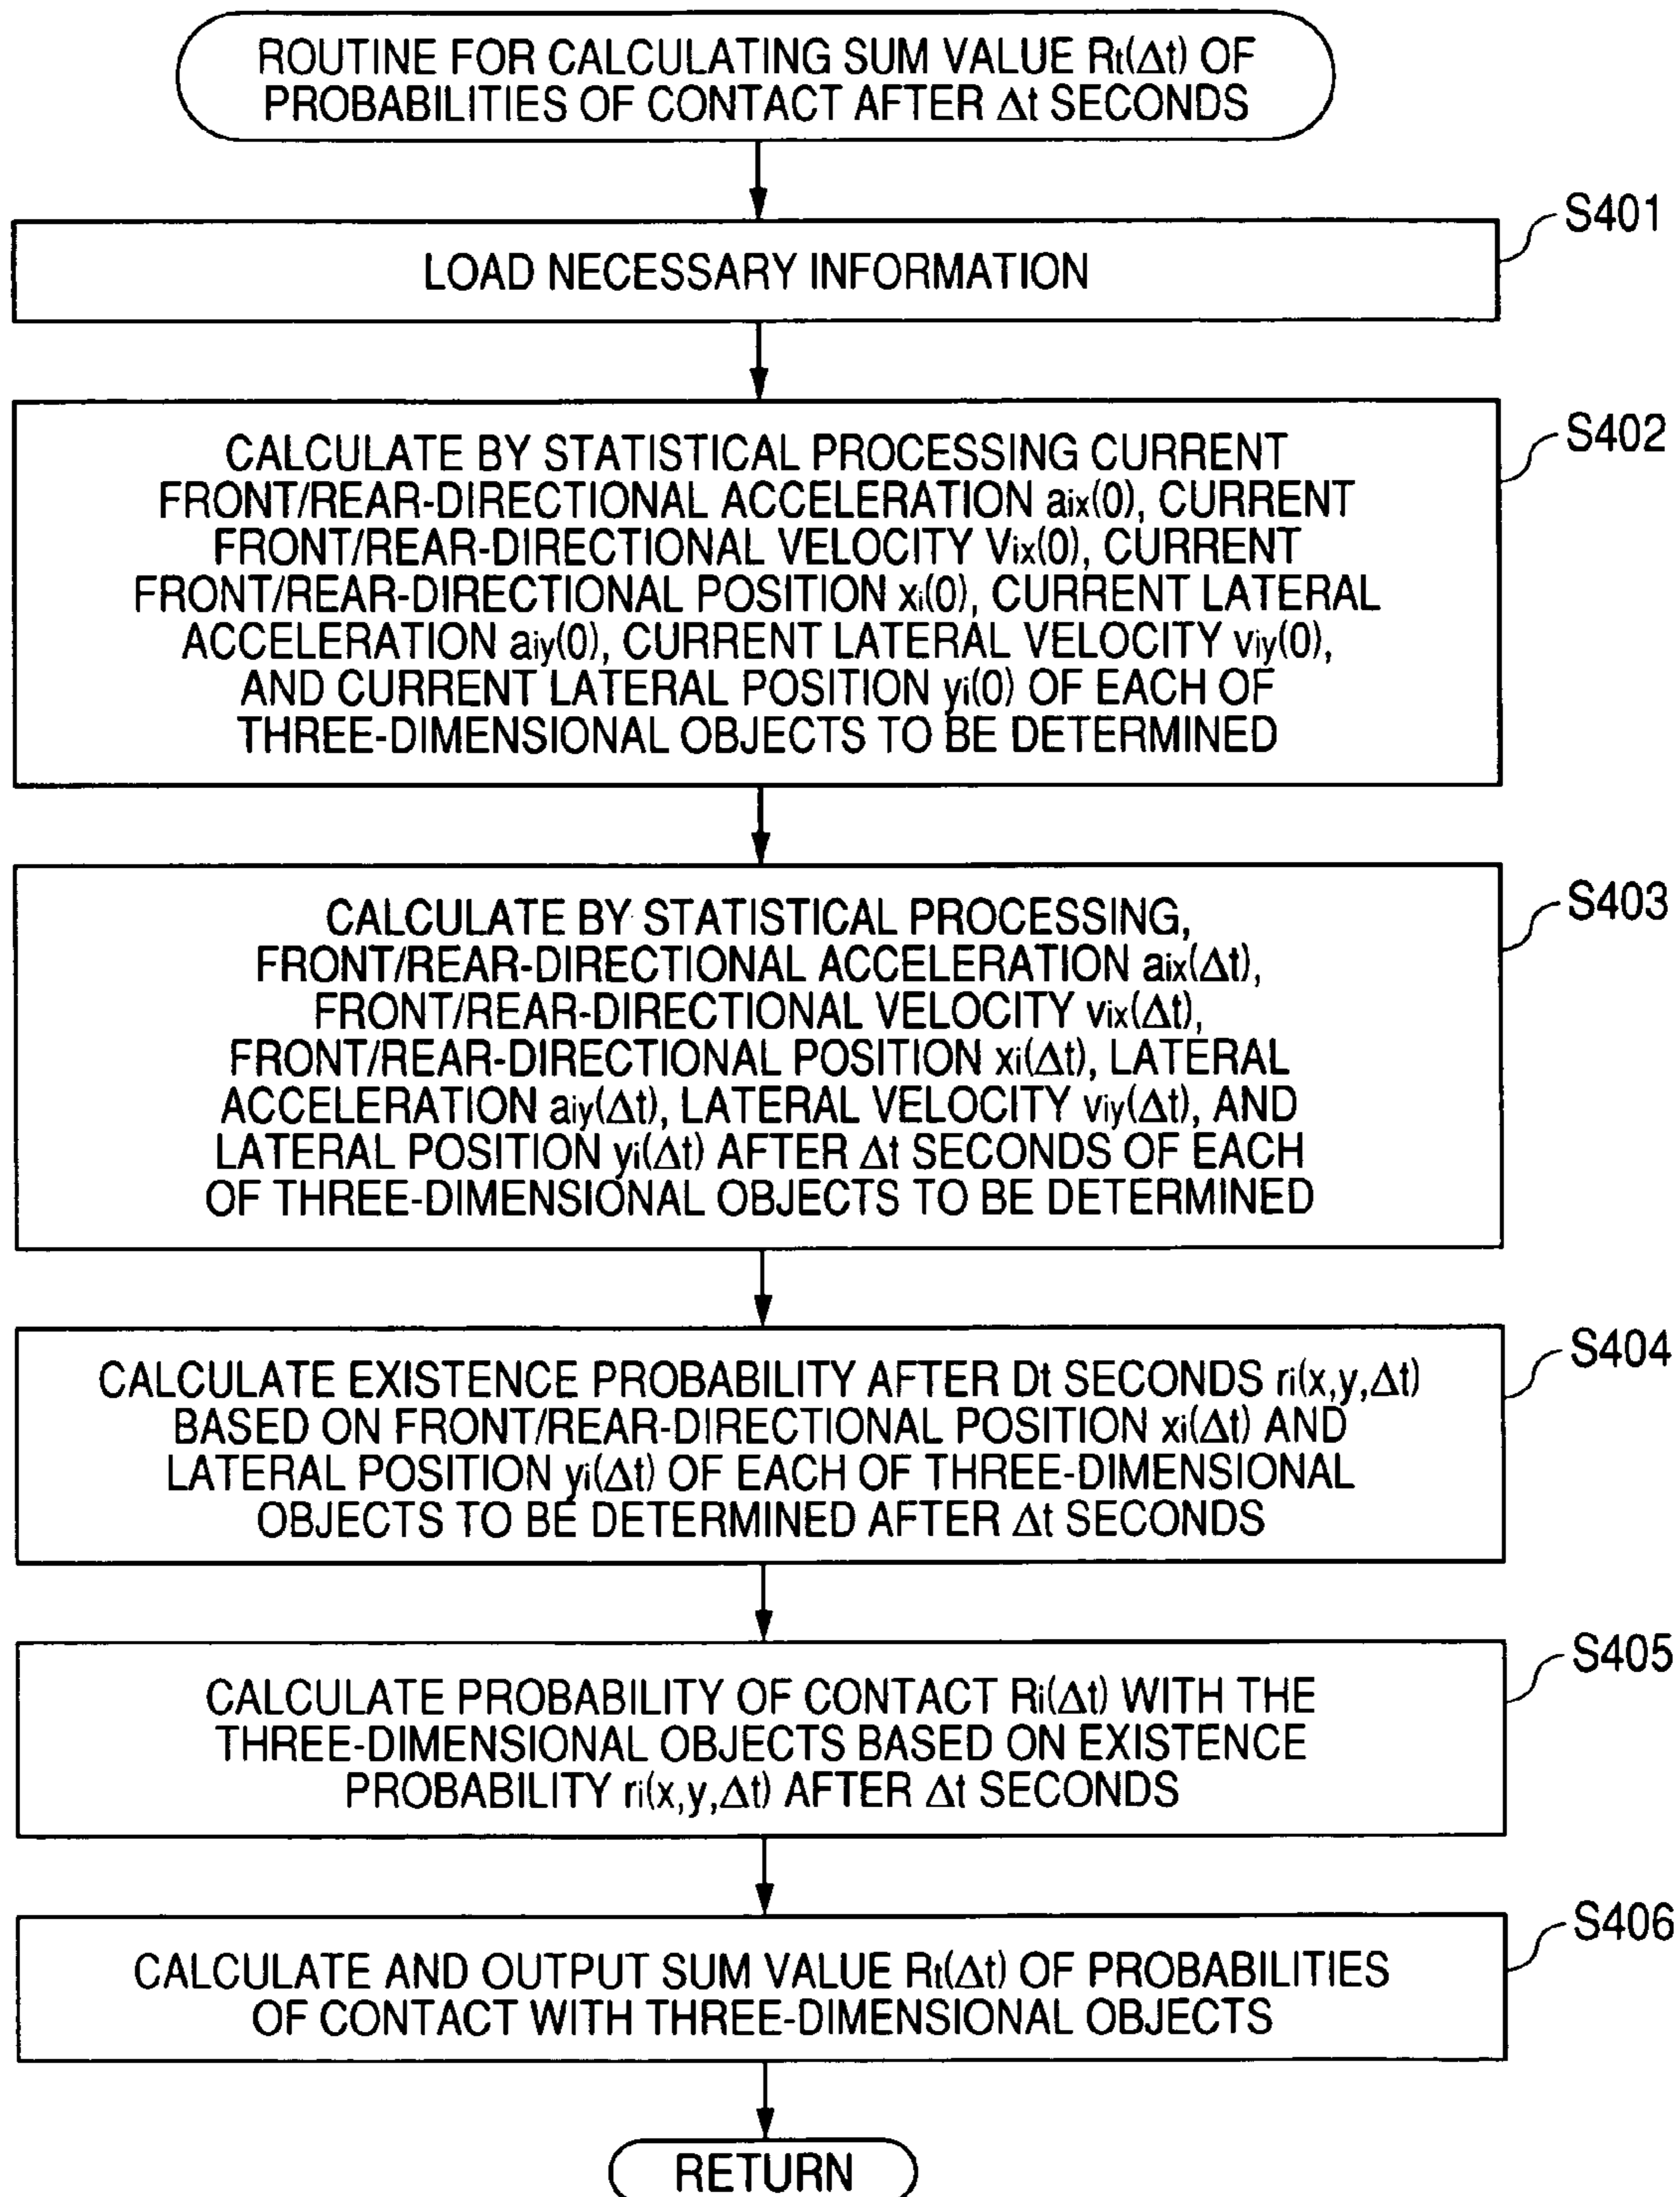 ROUTINE FOR CALCULATING SUM VALUE Rt(Δt) OF
PROBABILITIES OF CONTACT AFTER Δt SECONDS
S401
LOAD NECESSARY INFORMATION
S402
CALCULATE BY STATISTICAL PROCESSING CURRENT
FRONT/REAR-DIRECTIONAL ACCELERATION aix(0), CURRENT
FRONT/REAR-DIRECTIONAL VELOCITY Vix(0), CURRENT
FRONT/REAR-DIRECTIONAL POSITION xi(0), CURRENT LATERAL
ACCELERATION aiy(0), CURRENT LATERAL VELOCITY viy(0),
AND CURRENT LATERAL POSITION yi(0) OF EACH OF
THREE-DIMENSIONAL OBJECTS TO BE DETERMINED
S403
CALCULATE BY STATISTICAL PROCESSING,
FRONT/REAR-DIRECTIONAL ACCELERATION aix(Δt),
FRONT/REAR-DIRECTIONAL VELOCITY vix(Δt),
FRONT/REAR-DIRECTIONAL POSITION xi(Δt), LATERAL
ACCELERATION aiy(Δt), LATERAL VELOCITY viy(Δt), AND
LATERAL POSITION yi(Δt) AFTER Δt SECONDS OF EACH
OF THREE-DIMENSIONAL OBJECTS TO BE DETERMINED
S404
CALCULATE EXISTENCE PROBABILITY AFTER Dt SECONDS ri(x,y,Δt)
BASED ON FRONT/REAR-DIRECTIONAL POSITION xi(Δt) AND
LATERAL POSITION yi(Δt) OF EACH OF THREE-DIMENSIONAL
OBJECTS TO BE DETERMINED AFTER Δt SECONDS
S405
CALCULATE PROBABILITY OF CONTACT Ri(Δt) WITH THE
THREE-DIMENSIONAL OBJECTS BASED ON EXISTENCE
PROBABILITY ri(x,y,Δt) AFTER Δt SECONDS
S406
CALCULATE AND OUTPUT SUM VALUE Rt(Δt) OF PROBABILITIES
OF CONTACT WITH THREE-DIMENSIONAL OBJECTS
RETURN